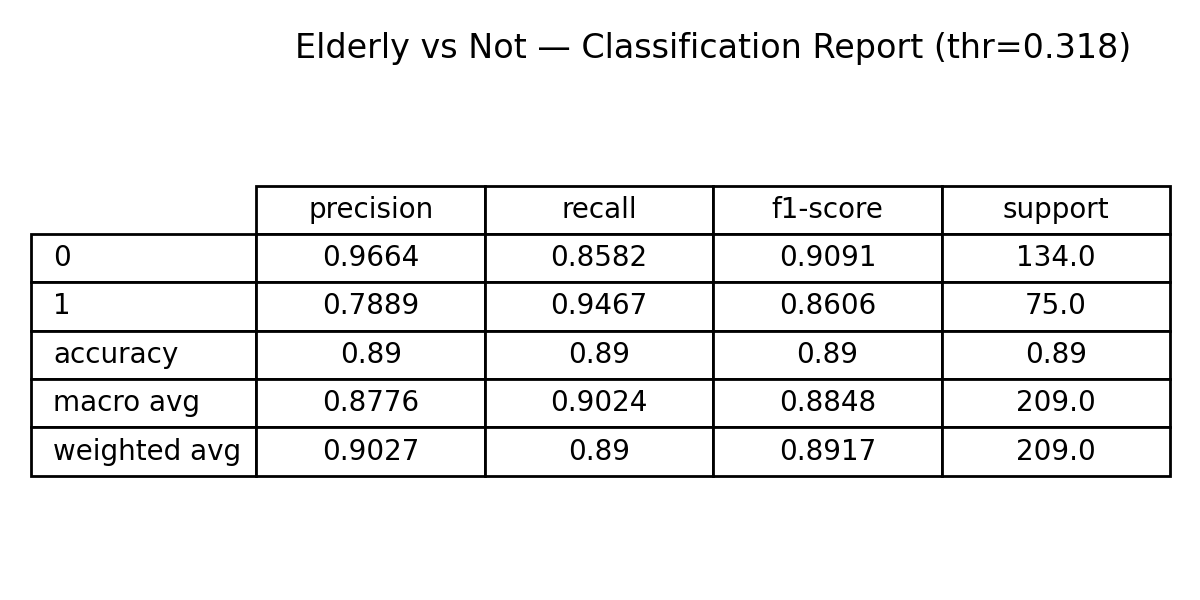 Elderly vs Not — Classification Report (thr=0.318)
precision recall f1-score support
0 0.9664 0.8582 0.9091 134.0
1 0.7889 0.9467 0.8606 75.0
accuracy 0.89 0.89 0.89 0.89
macro avg 0.8776 0.9024 0.8848 209.0
weighted avg 0.9027 0.89 0.8917 209.0